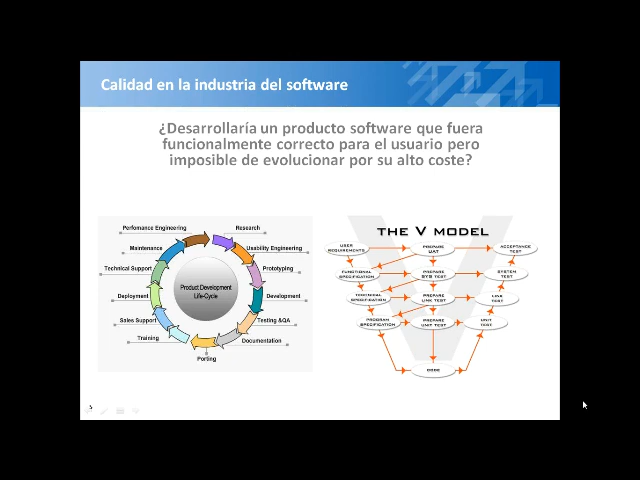 Calidad en la industria del software
¿Desarrollaría un producto software que fuera
funcionalmente correcto para el usuario pero
imposible de evolucionar por su alto coste?
Perfomance Engineering
Research
Maintenance
Usability Engineering
Technical Support
Prototyping
Product Development
Life-Cycle
Deployment
Development
Sales Support
Testing &QA
Training
Documentation
Porting
THE V MODEL
USER
REQUIREMENTS
PREPARE
UAT
ACCEPTANCE
TEST
FUNCTIONAL
SPECIFICATION
PREPARE
SYS TEST
SYSTEM
TEST
SPECIFICATION
PREPARE
LINK TEST
LINK
TEST
PROGRAM
SPECIFICATION
PREPARE
UNIT TEST
UNIT
TEST
CODE